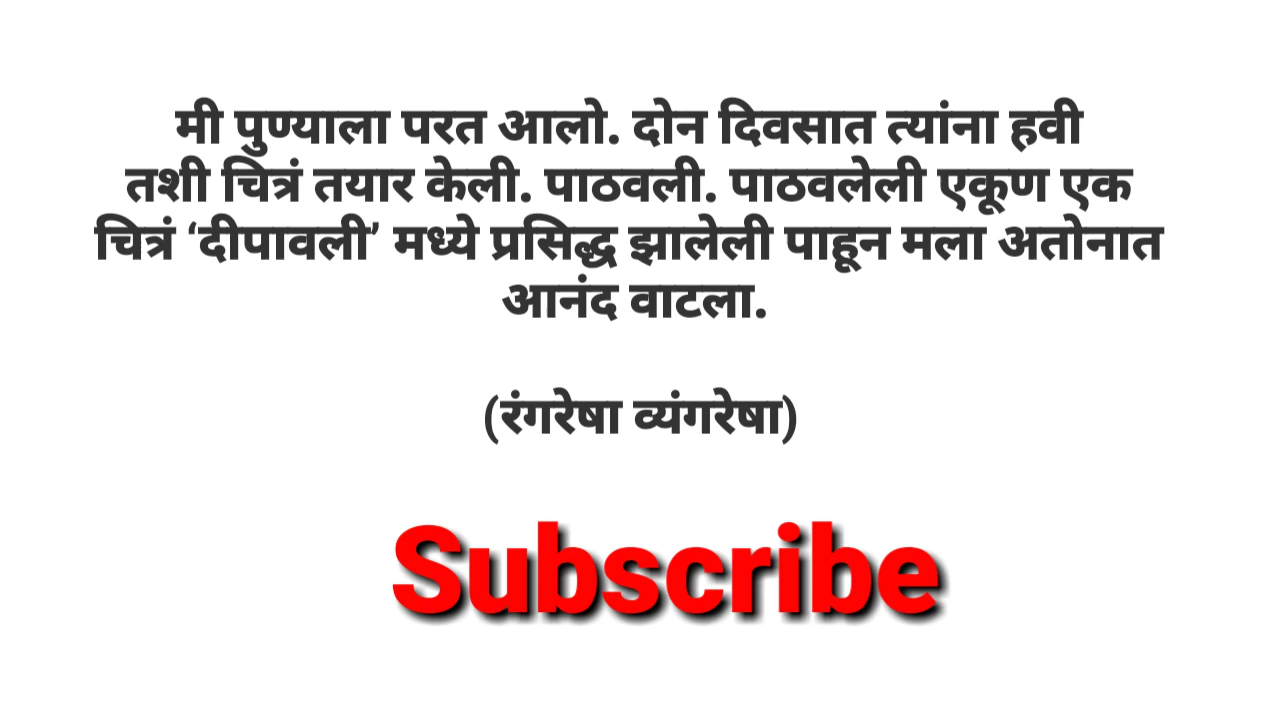 मी पुण्याला परत आलो. दोन दिवसात त्यांना हवी
तशी चित्रं तयार केली. पाठवली. पाठवलेली एकूण एक
चित्रं ‘दीपावली’ मध्ये प्रसिद्ध झालेली पाहून मला अतोनात
आनंद वाटला.
(रंगरेषा व्यंगरेषा)
Subscribe